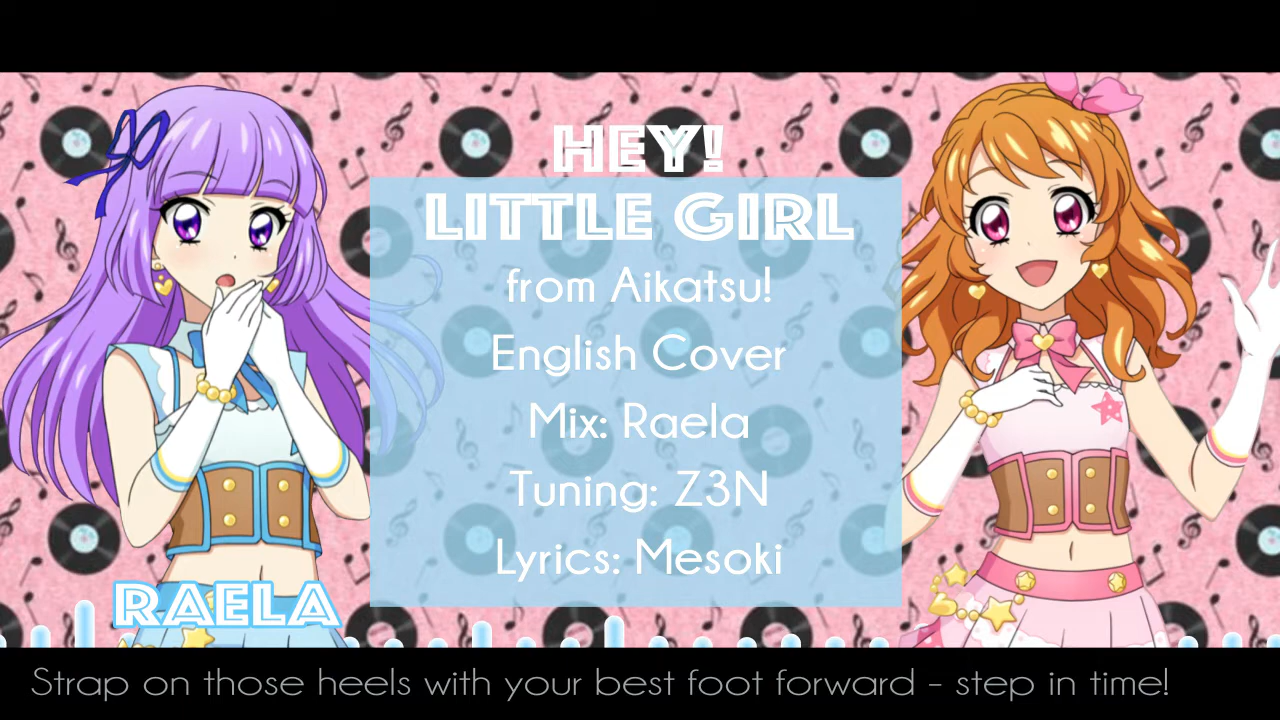 HEY!
LITTLE GIRL
from Aikatsu!
English Cover
Mix: Raela
Tuning: Z3N
Lyrics: Mesoki
RAELA
Strap on those heels with your best foot forward - step in time!